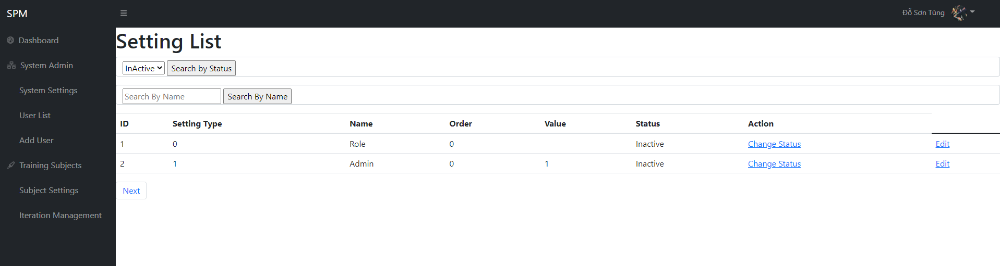 SPM
Đỗ Sơn Tùng
Dashboard
System Admin
System Settings
User List
Add User
Training Subjects
Subject Settings
Iteration Management
Setting List
InActive Search by Status
Search By Name Search By Name
ID Setting Type Name Order Value Status Action
1 0 Role 0 Inactive Change Status Edit
2 1 Admin 0 1 Inactive Change Status Edit
Next